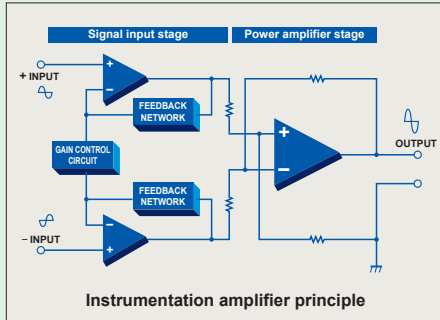 Signal input stage
Power amplifier stage
+
+ INPUT
−
FEEDBACK
NETWORK
GAIN CONTROL
CIRCUIT
+
−
OUTPUT
FEEDBACK
NETWORK
−
− INPUT
+
Instrumentation amplifier principle